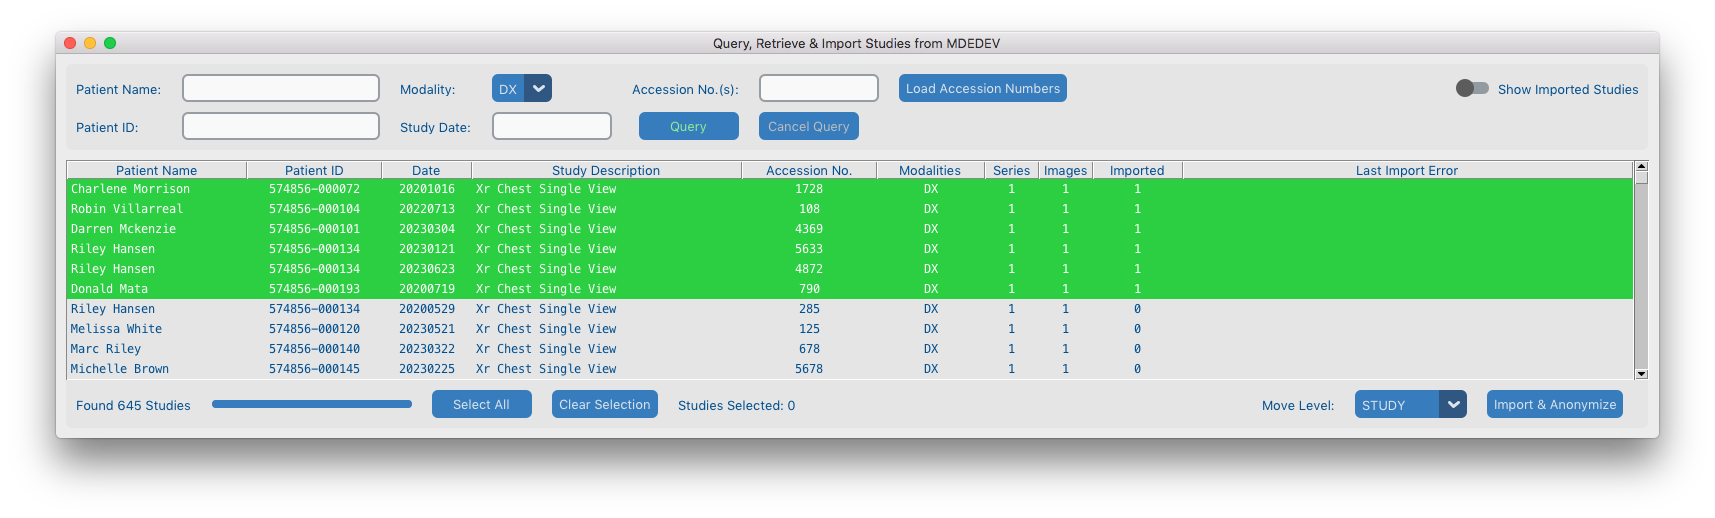 Query, Retrieve & Import Studies from MDEDEV
Patient Name: Modality: DX Accession No.(s): Load Accession Numbers Show Imported Studies
Patient ID: Study Date: Query Cancel Query
Patient Name Patient ID Date Study Description Accession No. Modalities Series Images Imported Last Import Error
Charlene Morrison 574856-000072 20201016 Xr Chest Single View 1728 DX 1 1 1
Robin Villarreal 574856-000104 20220713 Xr Chest Single View 108 DX 1 1 1
Darren Mckenzie 574856-000101 20230304 Xr Chest Single View 4369 DX 1 1 1
Riley Hansen 574856-000134 20230121 Xr Chest Single View 5633 DX 1 1 1
Riley Hansen 574856-000134 20230623 Xr Chest Single View 4872 DX 1 1 1
Donald Mata 574856-000193 20200719 Xr Chest Single View 790 DX 1 1 1
Riley Hansen 574856-000134 20200529 Xr Chest Single View 285 DX 1 1 0
Melissa White 574856-000120 20230521 Xr Chest Single View 125 DX 1 1 0
Marc Riley 574856-000140 20230322 Xr Chest Single View 678 DX 1 1 0
Michelle Brown 574856-000145 20230225 Xr Chest Single View 5678 DX 1 1 0
Found 645 Studies Select All Clear Selection Studies Selected: 0 Move Level: STUDY Import & Anonymize